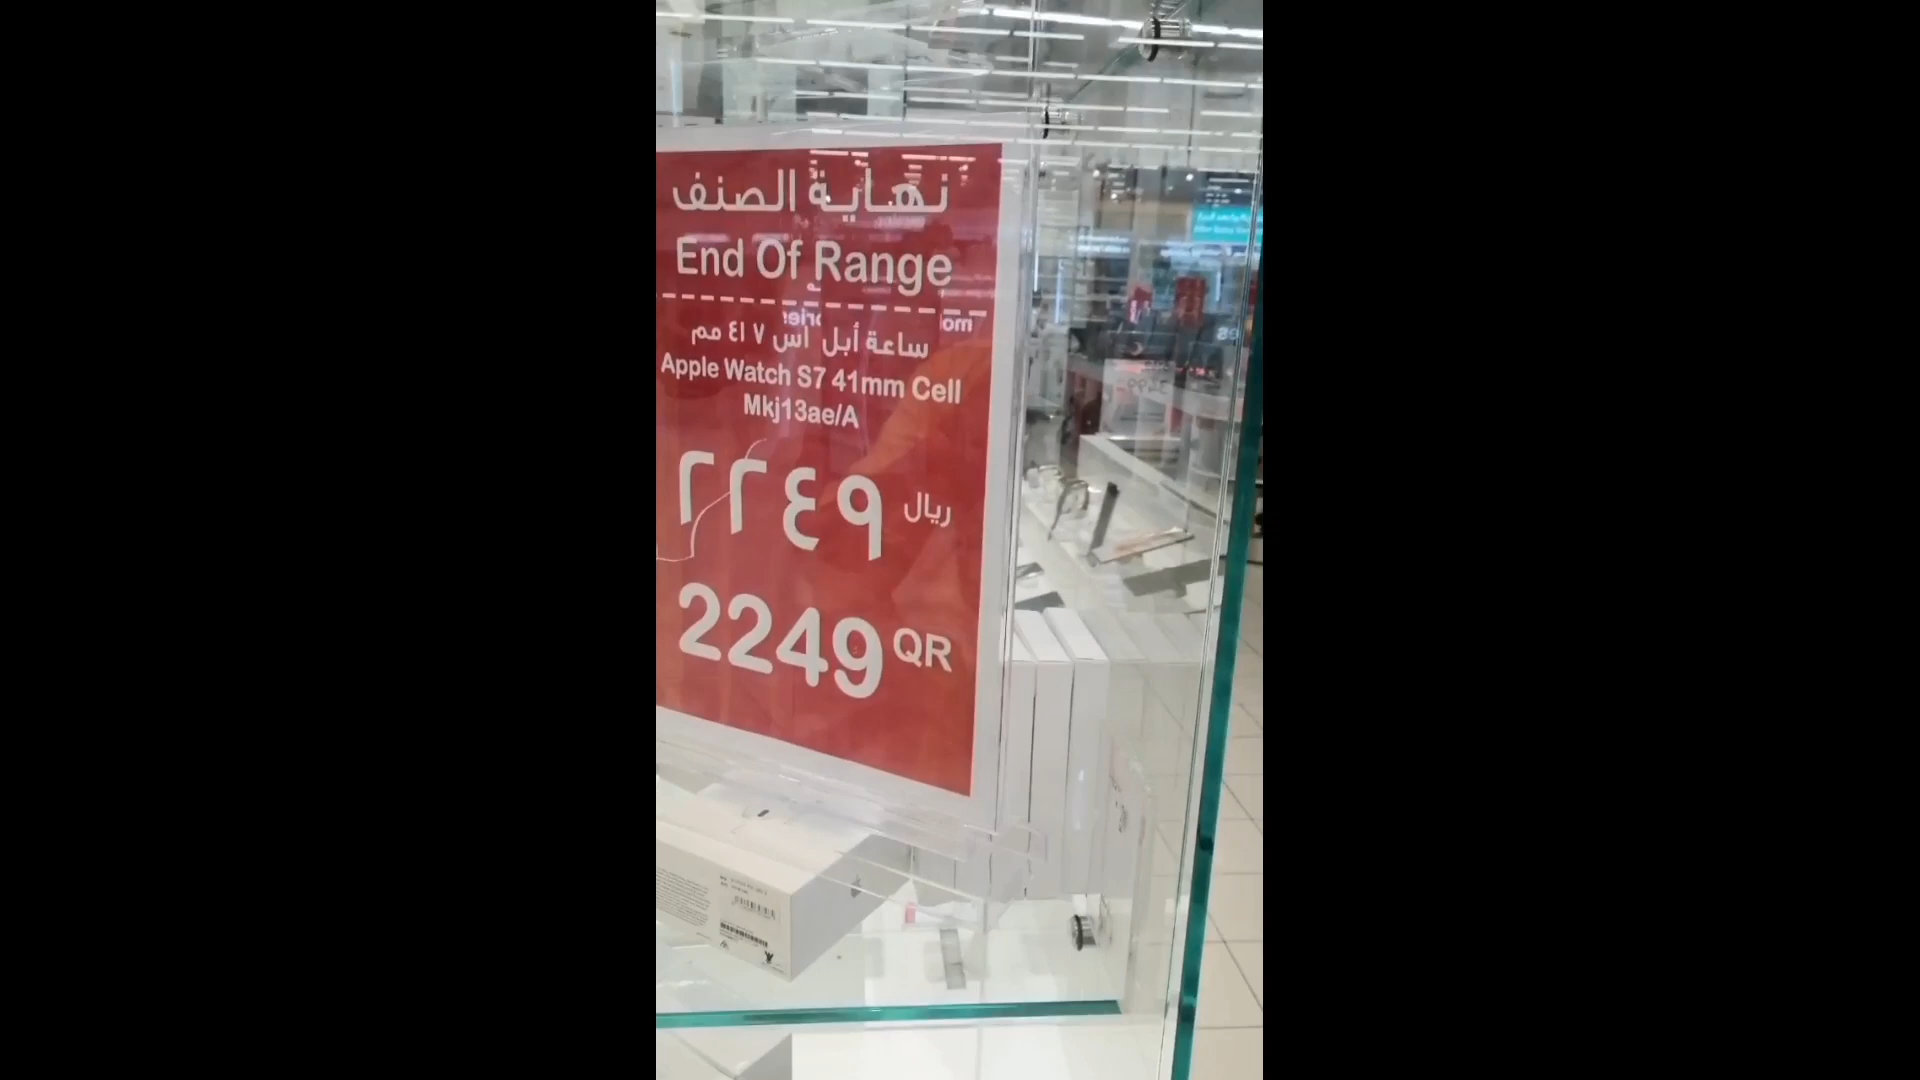 نهاية الصنف
End Of Range
ساعة أبل اس ٧ ٤١ مم
Apple Watch S7 41mm Cell
Mkj13ae/A
٢٢٤٩ ريال
2249 QR